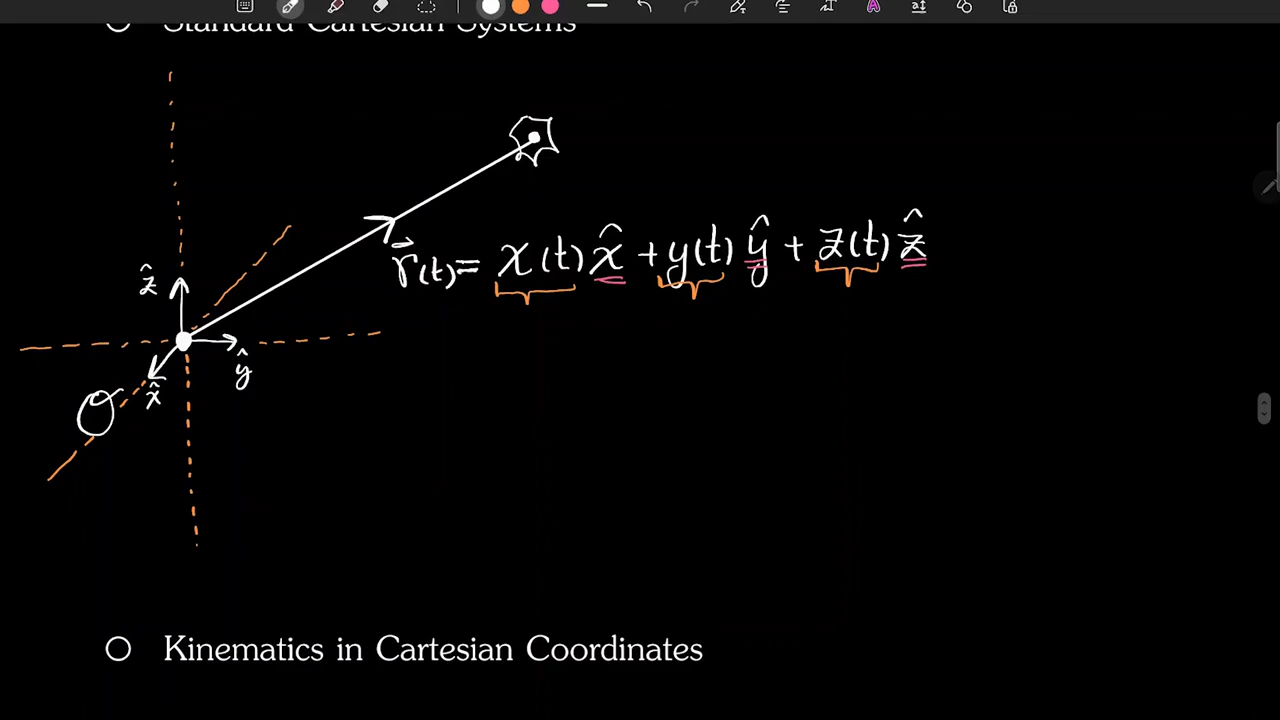 Standard Cartesian Systems
r⃗(t) = x(t) x̂ + y(t) ŷ + z(t) ẑ
ẑ
ŷ
x̂
O
Kinematics in Cartesian Coordinates